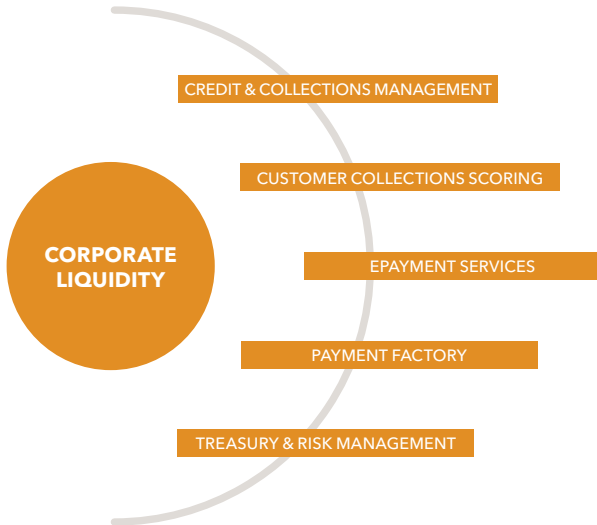 CREDIT & COLLECTIONS MANAGEMENT
CUSTOMER COLLECTIONS SCORING
CORPORATE
LIQUIDITY
EPAYMENT SERVICES
PAYMENT FACTORY
TREASURY & RISK MANAGEMENT